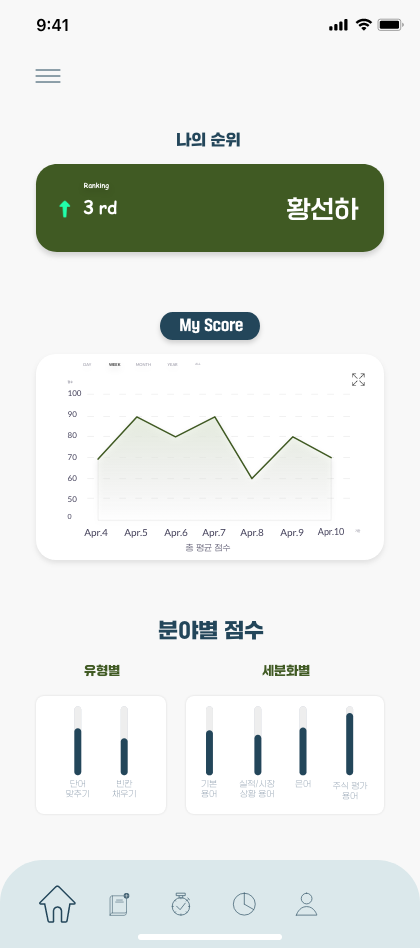 9:41
나의 순위
Ranking
3 rd
황선하
My Score
DAY WEEK MONTH YEAR
100
90
80
70
60
50
0
Apr.4 Apr.5 Apr.6 Apr.7 Apr.8 Apr.9 Apr.10
총 평균 점수
분야별 점수
유형별
세분화별
단어
맞추기
빈칸
채우기
기본
용어
실적/시장
상황 용어
은어
주식 평가
용어